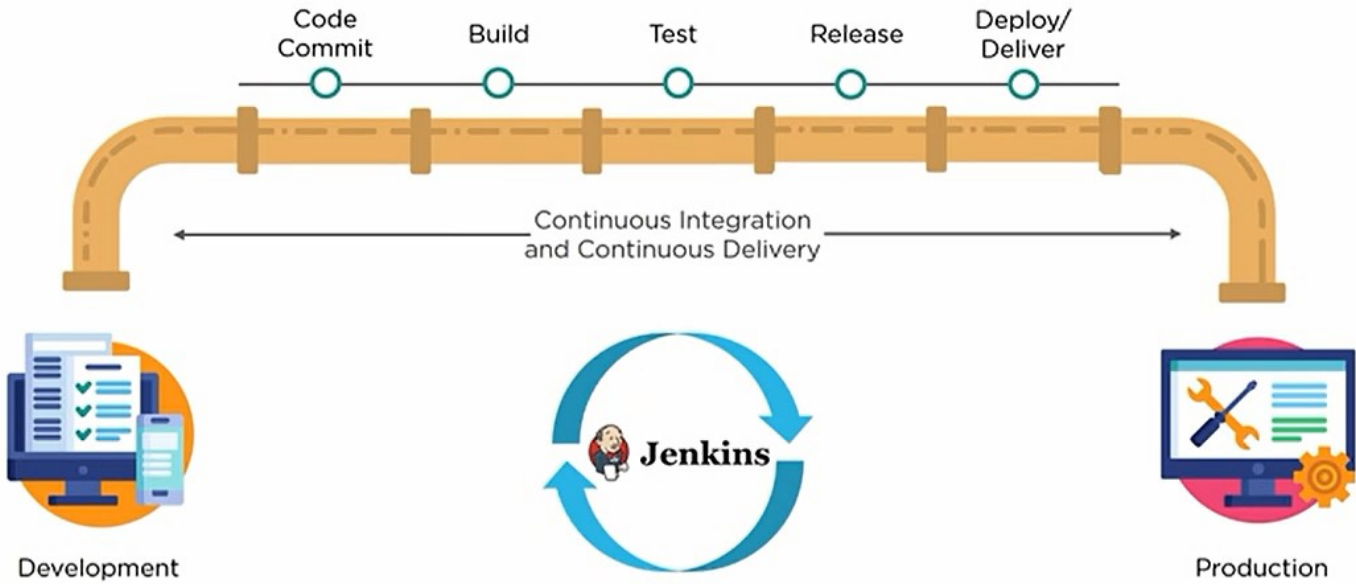 Code
Commit
Build
Test
Release
Deploy/
Deliver
Continuous Integration
and Continuous Delivery
Jenkins
Development
Production